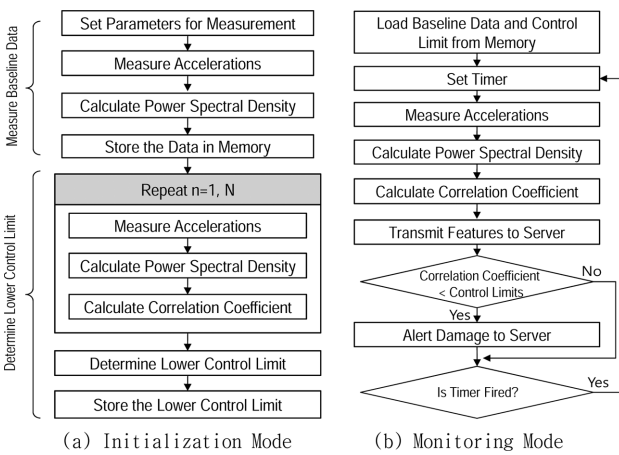 Measure Baseline Data
Set Parameters for Measurement
Measure Accelerations
Calculate Power Spectral Density
Store the Data in Memory
Determine Lower Control Limit
Repeat n=1, N
Measure Accelerations
Calculate Power Spectral Density
Calculate Correlation Coefficient
Determine Lower Control Limit
Store the Lower Control Limit
(a) Initialization Mode
Load Baseline Data and Control
Limit from Memory
Set Timer
Measure Accelerations
Calculate Power Spectral Density
Calculate Correlation Coefficient
Transmit Features to Server
Correlation Coefficient
< Control Limits
No
Yes
Alert Damage to Server
Is Timer Fired?
Yes
(b) Monitoring Mode